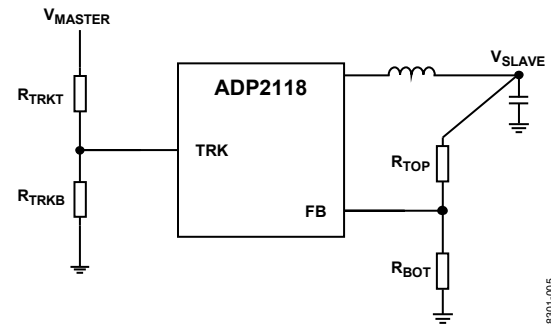 VMASTER
VSLAVE
ADP2118
RTRKT
TRK
RTOP
RTRKB
FB
RBOT